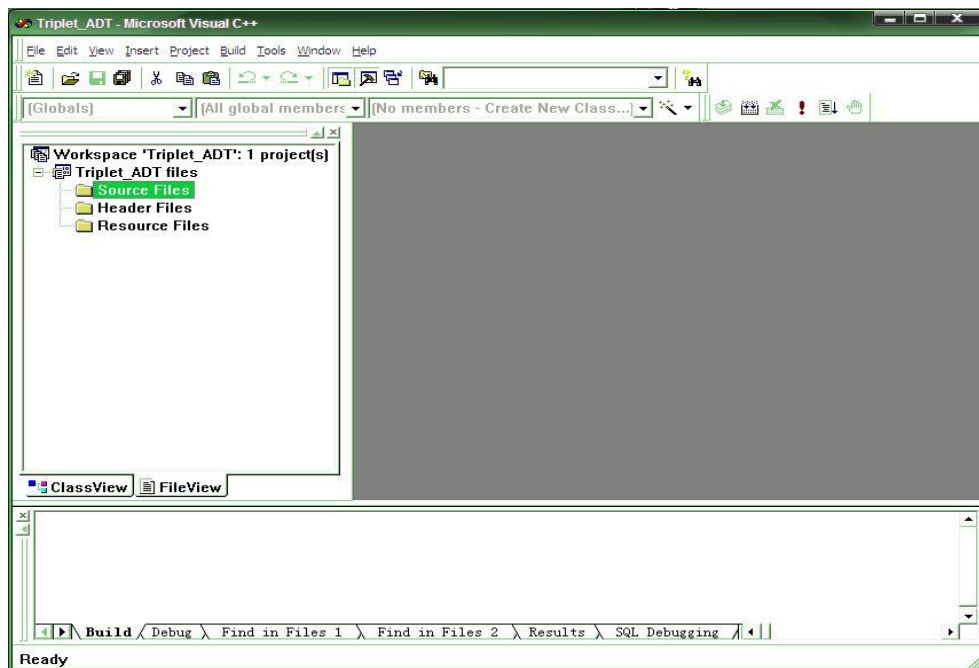 Triplet_ADT - Microsoft Visual C++
File Edit View Insert Project Build Tools Window Help
(Globals) (All global members (No members - Create New Class...)
Workspace 'Triplet_ADT': 1 project(s)
Triplet_ADT files
Source Files
Header Files
Resource Files
ClassView FileView
Build Debug Find in Files 1 Find in Files 2 Results SQL Debugging
Ready